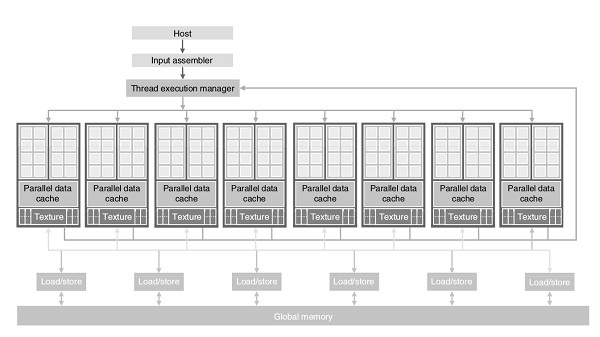 Host
Input assembler
Thread execution manager
Parallel data
cache
Texture
Parallel data
cache
Texture
Parallel data
cache
Texture
Parallel data
cache
Texture
Parallel data
cache
Texture
Parallel data
cache
Texture
Parallel data
cache
Texture
Parallel data
cache
Texture
Load/store
Load/store
Load/store
Load/store
Load/store
Load/store
Global memory